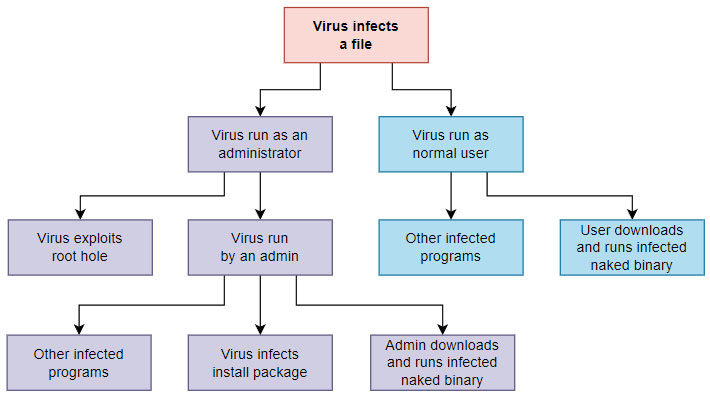 Virus infects
a file
Virus run as an
administrator
Virus run as
normal user
Virus exploits
root hole
Virus run
by an admin
Other infected
programs
User downloads
and runs infected
naked binary
Other infected
programs
Virus infects
install package
Admin downloads
and runs infected
naked binary